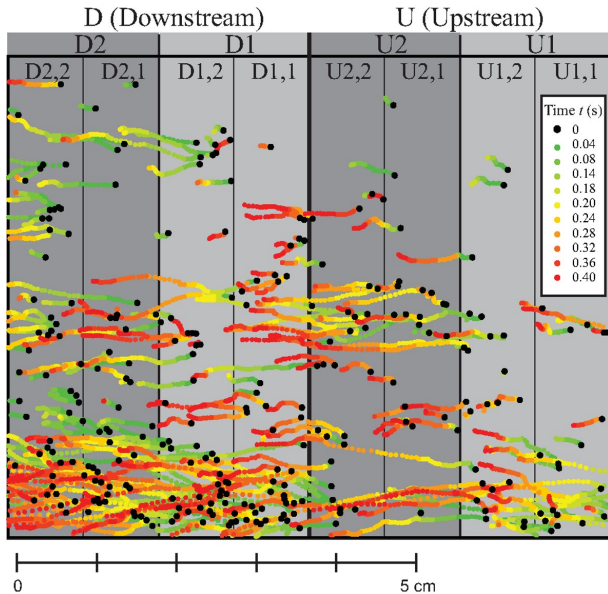 D (Downstream) U (Upstream)
D2 D1 U2 U1
D2,2 D2,1 D1,2 D1,1 U2,2 U2,1 U1,2 U1,1
Time t (s)
0
0.04
0.08
0.14
0.18
0.20
0.24
0.28
0.32
0.36
0.40
0 5 cm